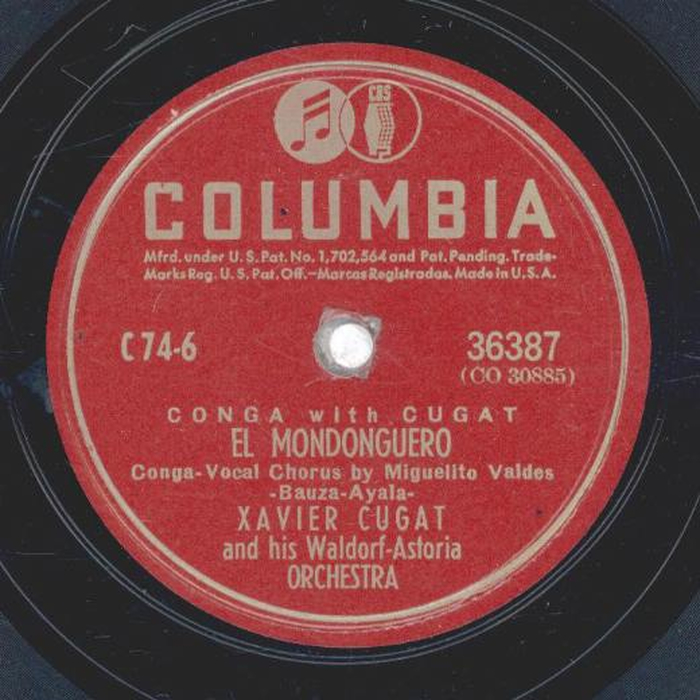 CBS
COLUMBIA
Mfrd. under U.S. Pat. No. 1,702,564 and Pat. Pending. Trade-
Marks Reg. U.S. Pat. Off.—Marcas Registradas. Made in U.S.A.
C 74-6
36387
(CO 30885)
CONGA with CUGAT
EL MONDONGUERO
Conga-Vocal Chorus by Miguelito Valdes
-Bauza-Ayala-
XAVIER CUGAT
and his Waldorf-Astoria
ORCHESTRA